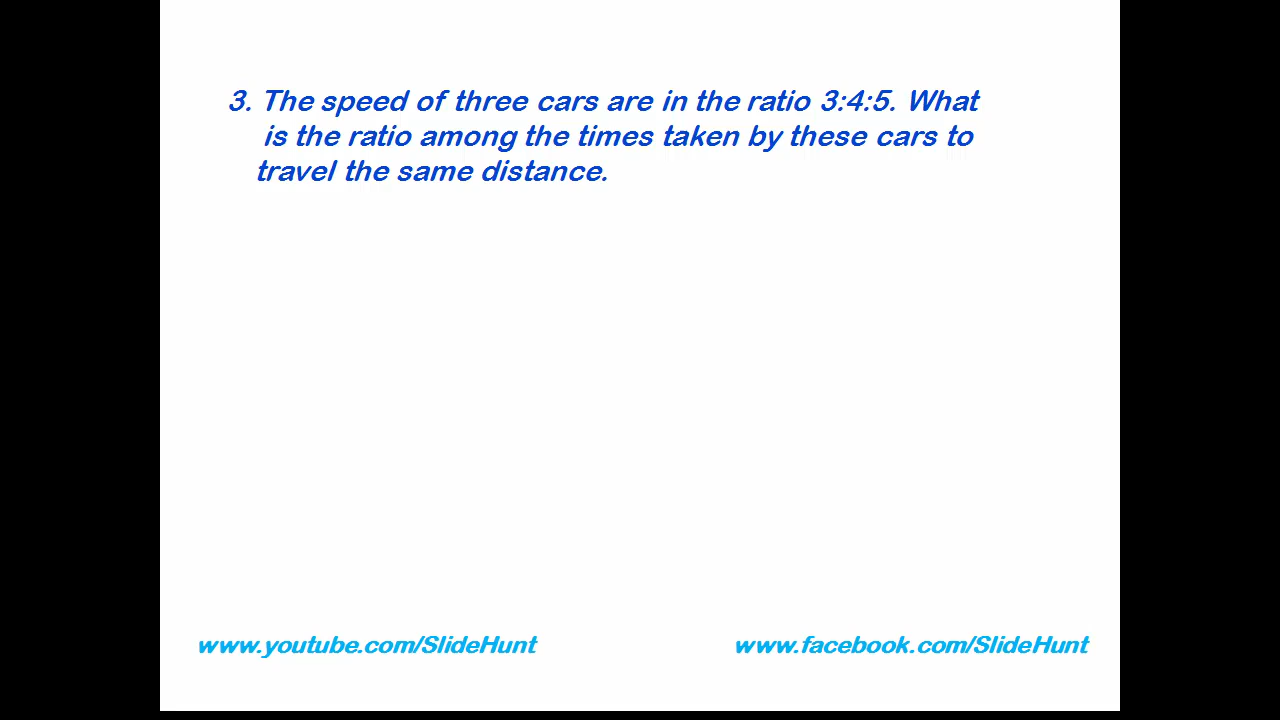 3. The speed of three cars are in the ratio 3:4:5. What
is the ratio among the times taken by these cars to
travel the same distance.
www.youtube.com/SlideHunt
www.facebook.com/SlideHunt